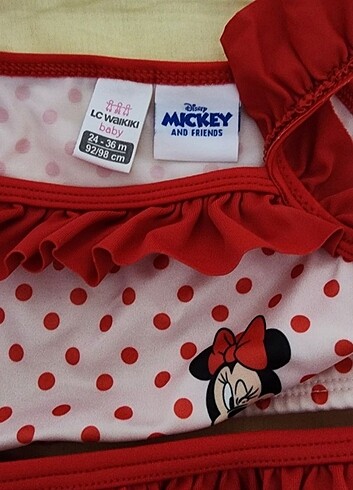 LC WAIKIKI
baby
24 - 36 m
92/98 cm
Disney
MICKEY
AND FRIENDS